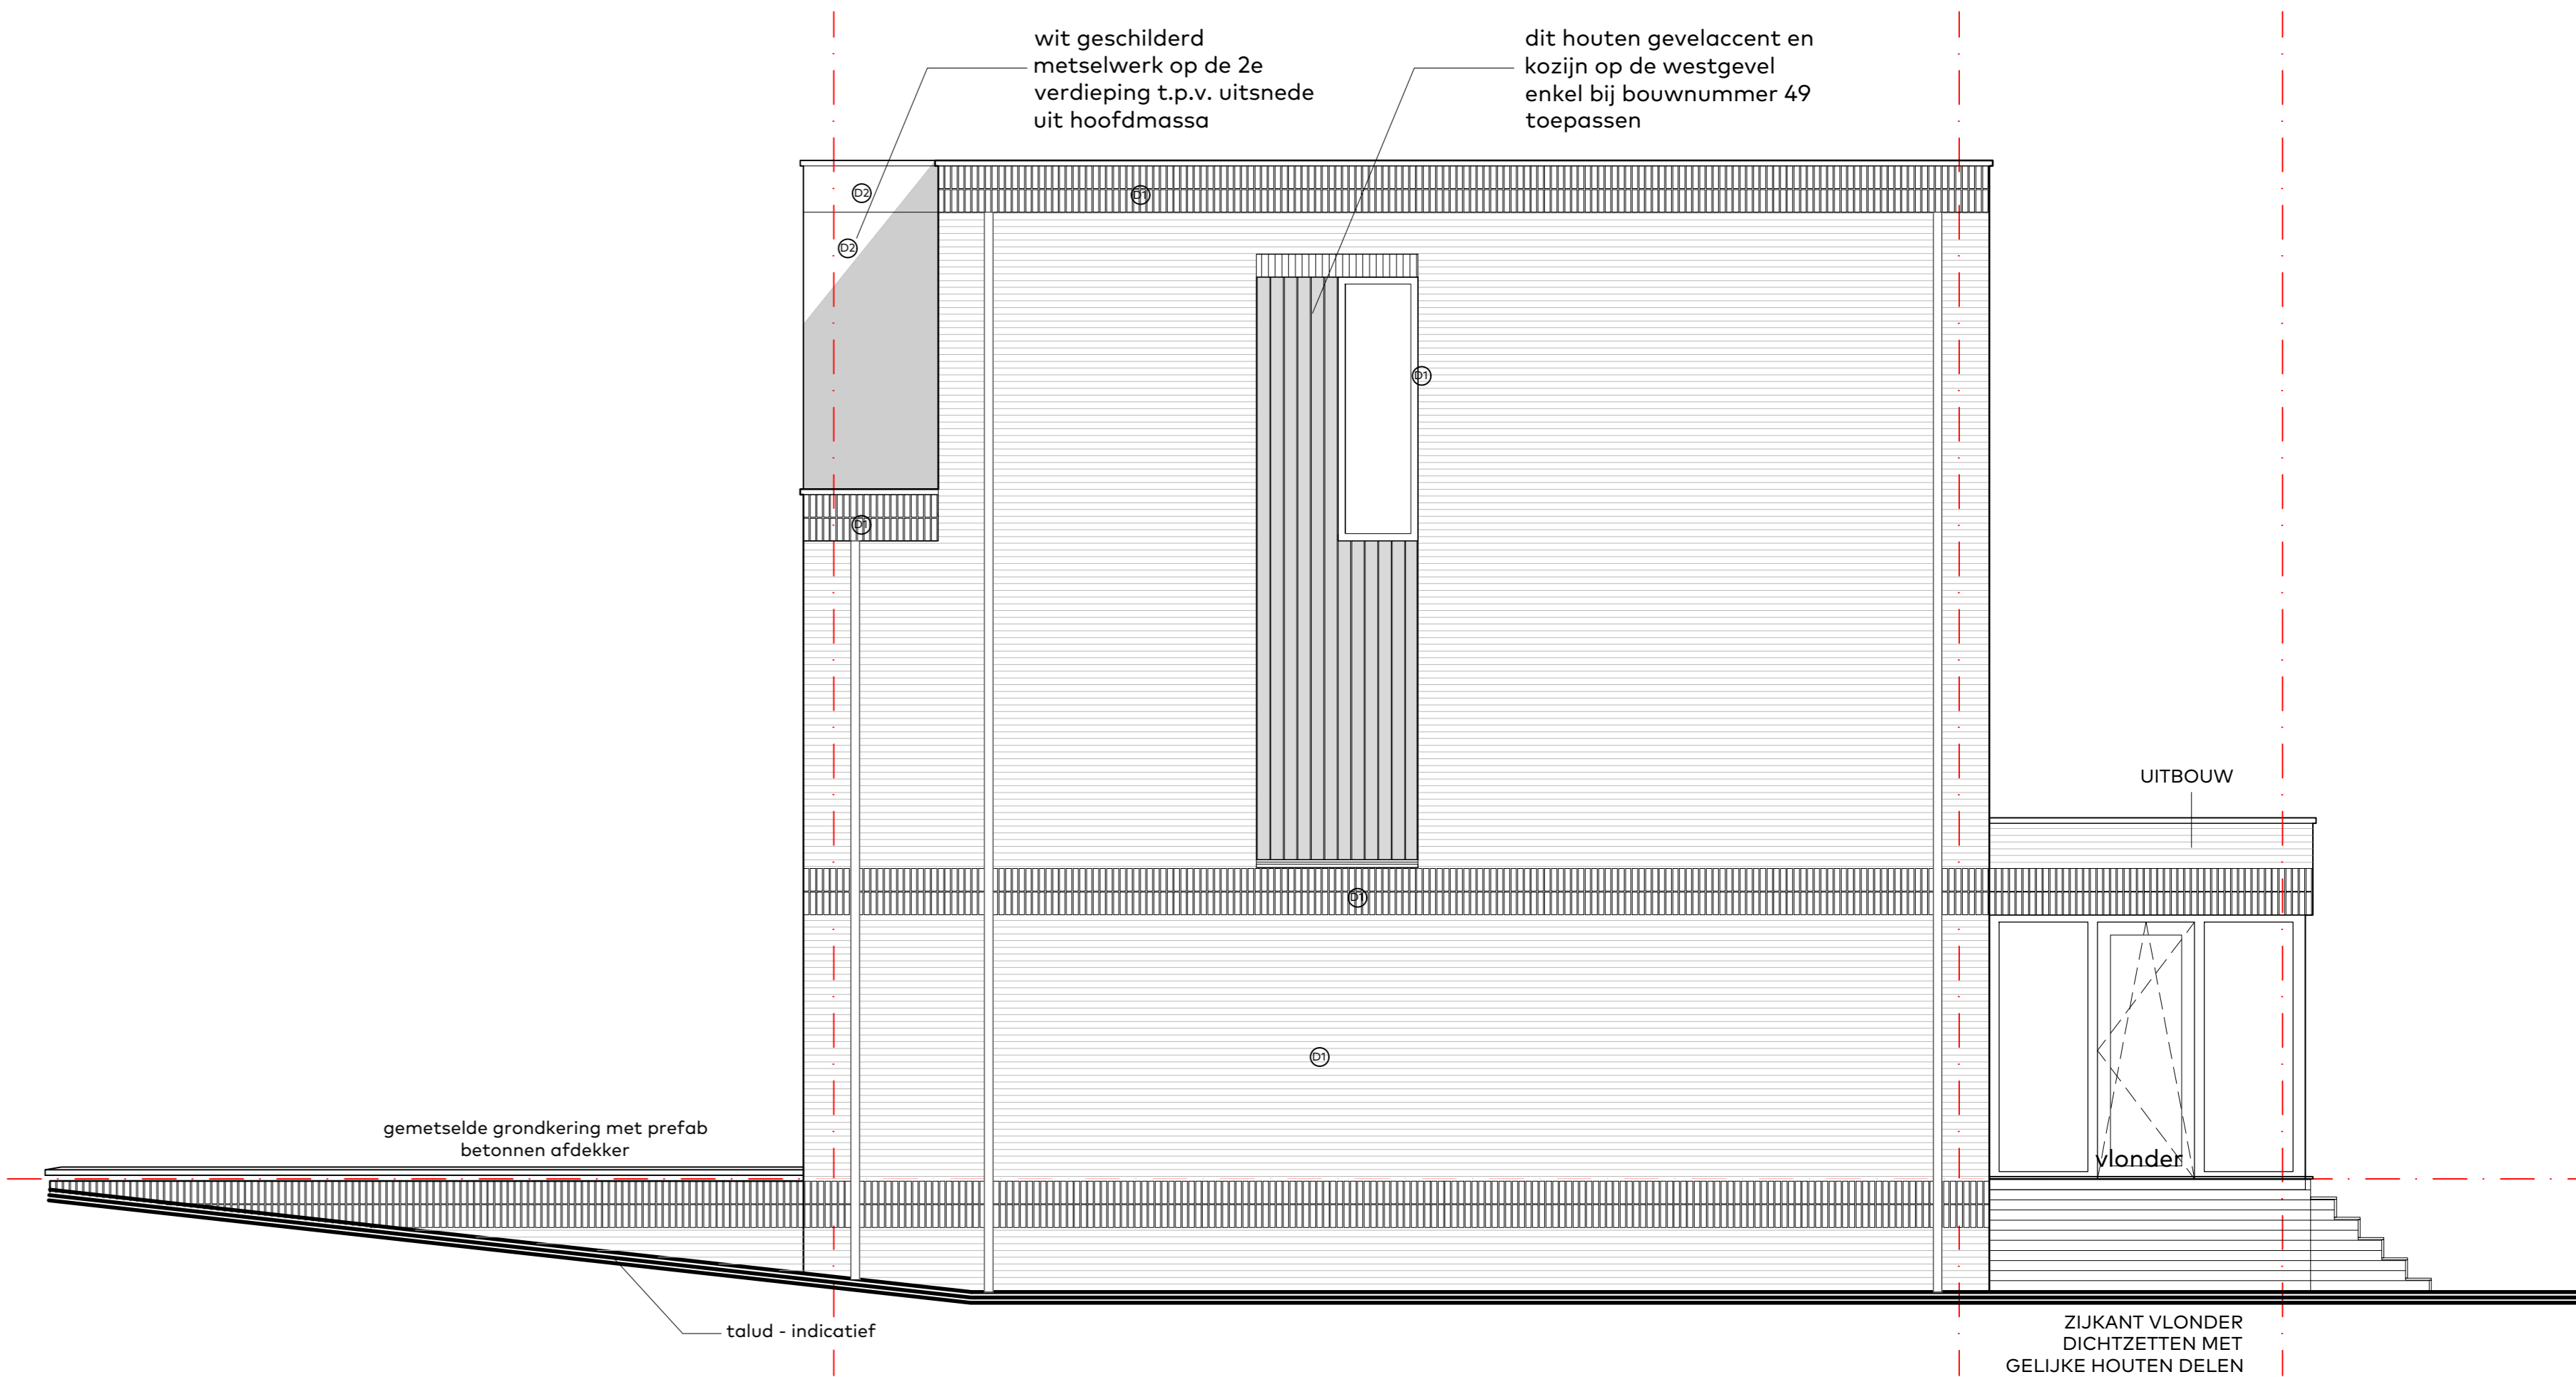 wit geschilderd
metselwerk op de 2e
verdieping t.p.v. uitsnede
uit hoofdmassa
dit houten gevelaccent en
kozijn op de westgevel
enkel bij bouwnummer 49
toepassen
D2
D1
D2
D1
D1
UITBOUW
D1
D1
gemetselde grondkering met prefab
betonnen afdekker
vlonder
talud - indicatief
ZIJKANT VLONDER
DICHTZETTEN MET
GELIJKE HOUTEN DELEN